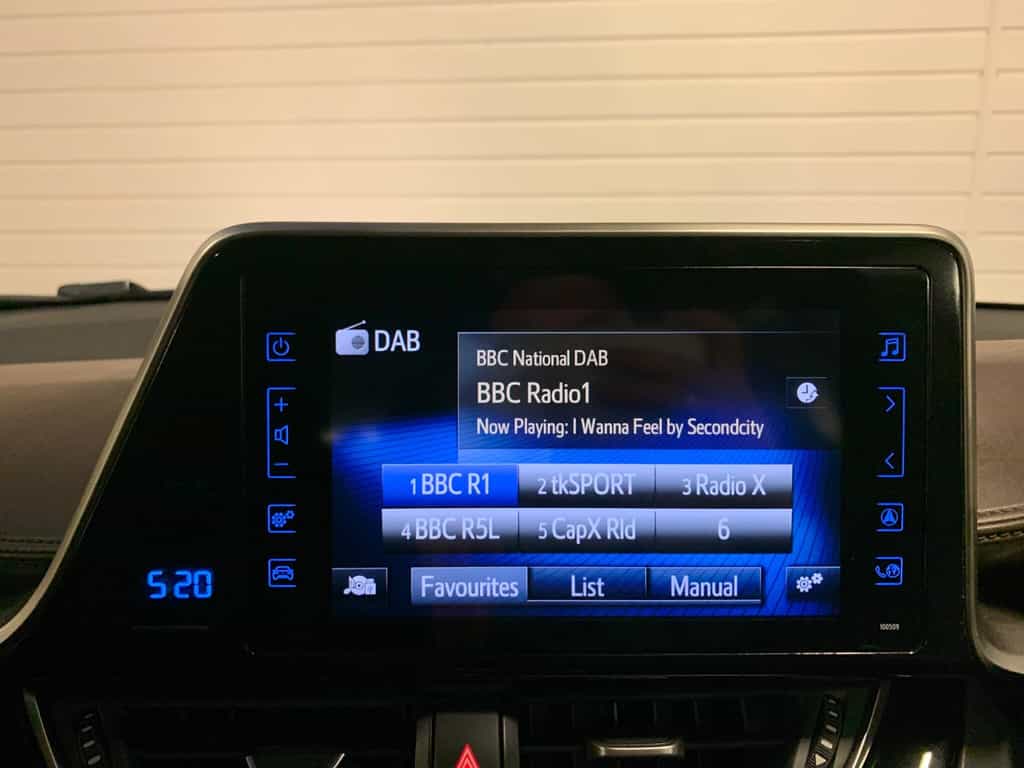 DAB
BBC National DAB
BBC Radio1
Now Playing: I Wanna Feel by Secondcity
1 BBC R1 2 tkSPORT 3 Radio X
4 BBC R5L 5 CapX Rld 6
Favourites List Manual
5:20
100509